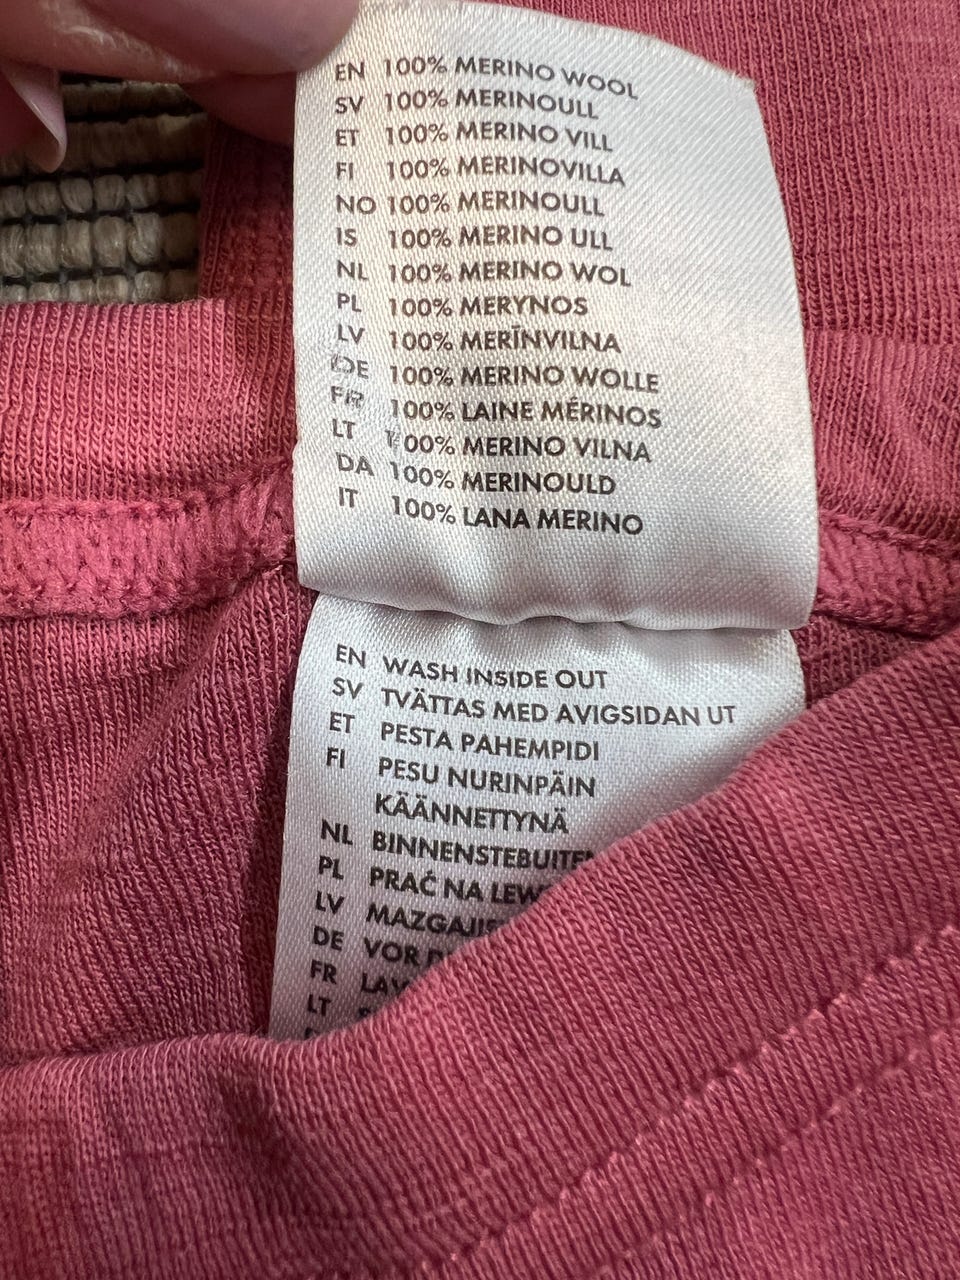 EN 100% MERINO WOOL
SV 100% MERINOULL
ET 100% MERINO VILL
FI 100% MERINOVILLA
NO 100% MERINOULL
IS 100% MERINO ULL
NL 100% MERINO WOL
PL 100% MERYNOS
LV 100% MERĪNVILNA
DE 100% MERINO WOLLE
FR 100% LAINE MÉRINOS
LT 100% MERINO VILNA
DA 100% MERINOULD
IT 100% LANA MERINO
EN WASH INSIDE OUT
SV TVÄTTAS MED AVIGSIDAN UT
ET PESTA PAHEMPIDI
FI PESU NURINPÄIN
KÄÄNNETTYNÄ
NL BINNENSTEBUITEN
PL PRAĆ NA
LV
DE VOR
FR
LT